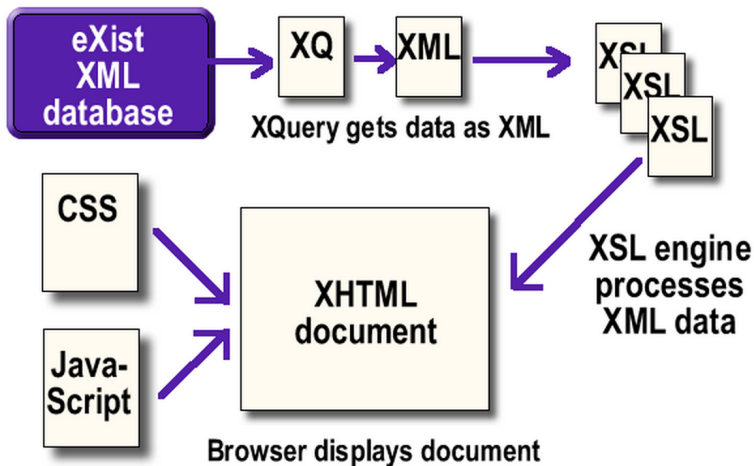 eXist
XML
database
XQ
XML
XSL
XSL
XSL
XQuery gets data as XML
CSS
Java-
Script
XHTML
document
XSL engine
processes
XML data
Browser displays document